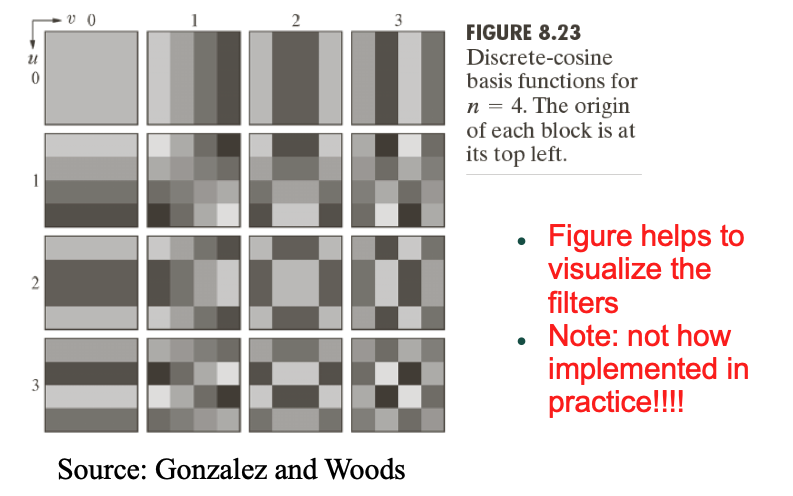 v 0 1 2 3
u
0
1
2
3
FIGURE 8.23
Discrete-cosine
basis functions for
n = 4. The origin
of each block is at
its top left.
• Figure helps to
visualize the
filters
• Note: not how
implemented in
practice!!!!
Source: Gonzalez and Woods